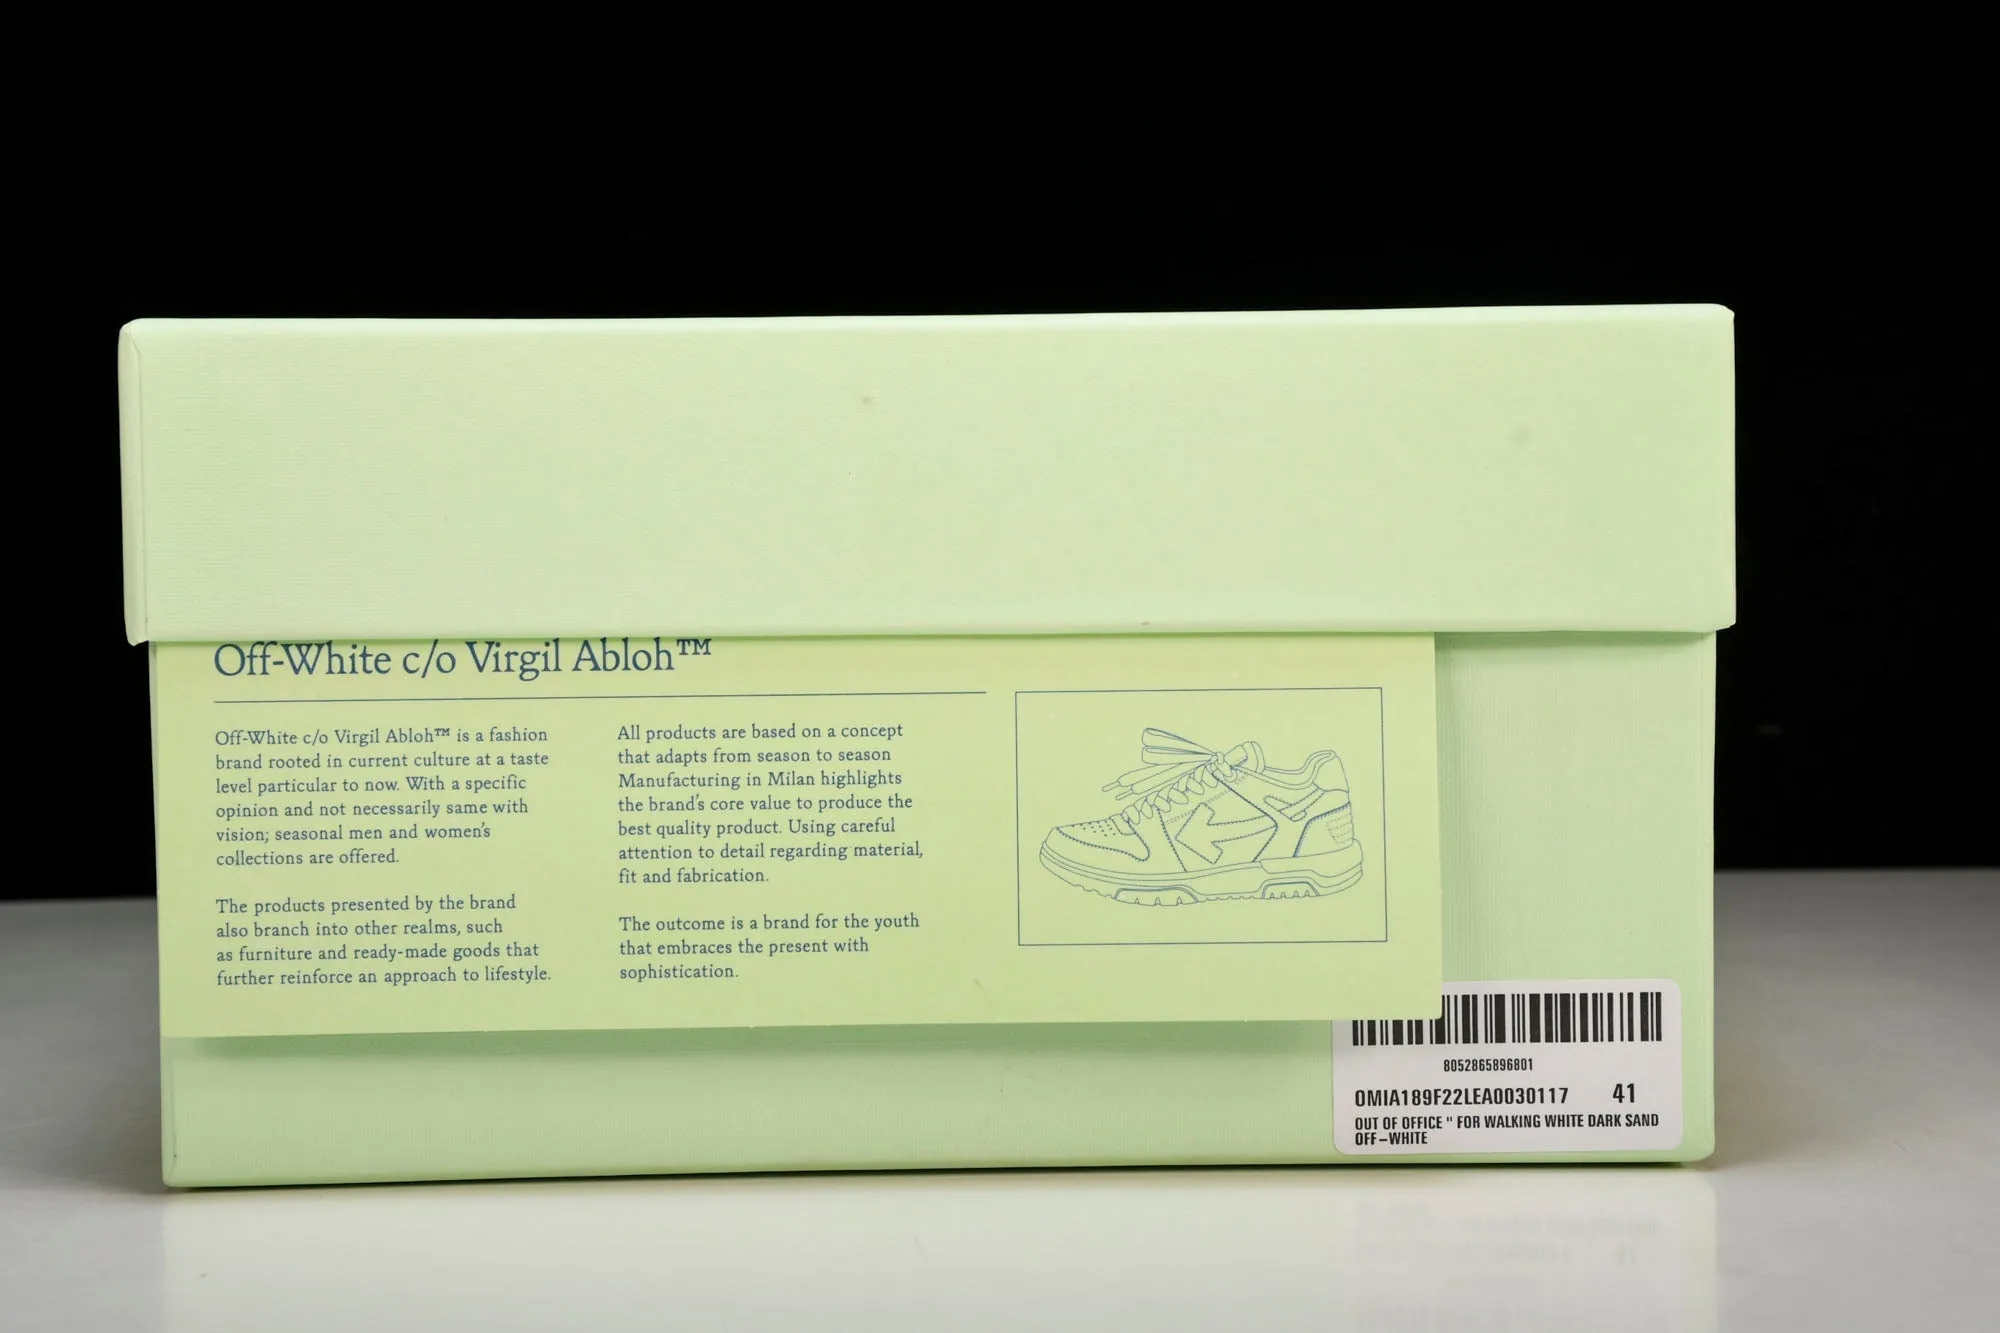 Off-White c/o Virgil Abloh™
Off-White c/o Virgil Abloh™ is a fashion
brand rooted in current culture at a taste
level particular to now. With a specific
opinion and not necessarily same with
vision; seasonal men and women's
collections are offered.
The products presented by the brand
also branch into other realms, such
as furniture and ready-made goods that
further reinforce an approach to lifestyle.
All products are based on a concept
that adapts from season to season
Manufacturing in Milan highlights
the brand's core value to produce the
best quality product. Using careful
attention to detail regarding material,
fit and fabrication.
The outcome is a brand for the youth
that embraces the present with
sophistication.
8052865896801
OMIA189F22LEA0030117 41
OUT OF OFFICE " FOR WALKING WHITE DARK SAND
OFF-WHITE